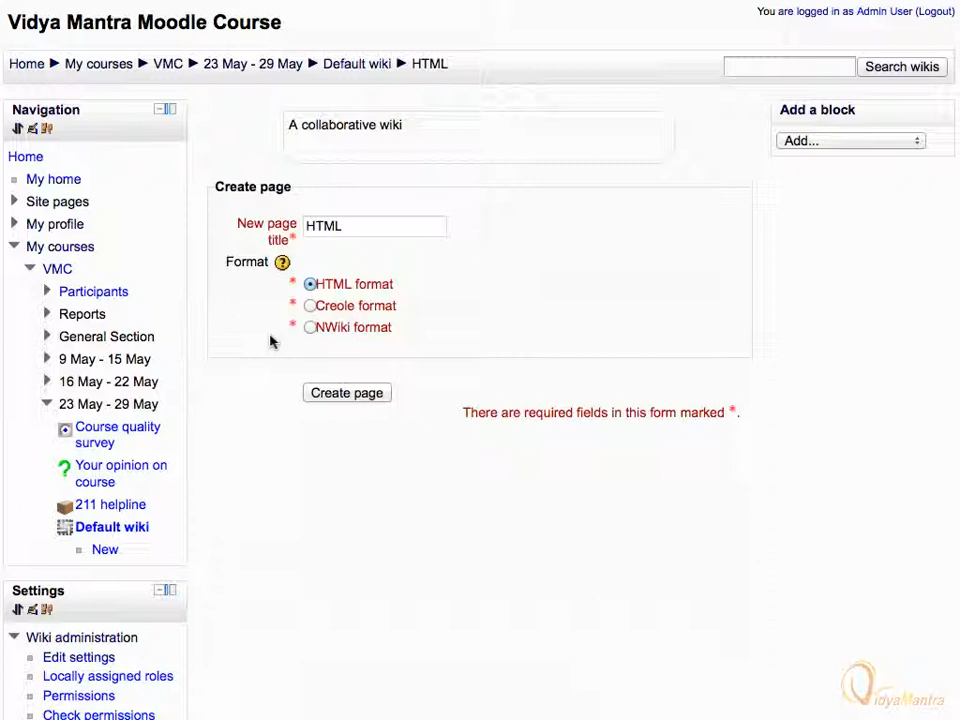 Vidya Mantra Moodle Course
You are logged in as Admin User (Logout)
Home ► My courses ► VMC ► 23 May - 29 May ► Default wiki ► HTML
Search wikis
Navigation
Home
My home
Site pages
My profile
My courses
VMC
Participants
Reports
General Section
9 May - 15 May
16 May - 22 May
23 May - 29 May
Course quality
survey
Your opinion on
course
211 helpline
Default wiki
New
Settings
Wiki administration
Edit settings
Locally assigned roles
Permissions
Check permissions
A collaborative wiki
Create page
New page
title*
HTML
Format ?
* HTML format
* Creole format
* NWiki format
Create page
There are required fields in this form marked *.
Add a block
Add...
VidyaMantra